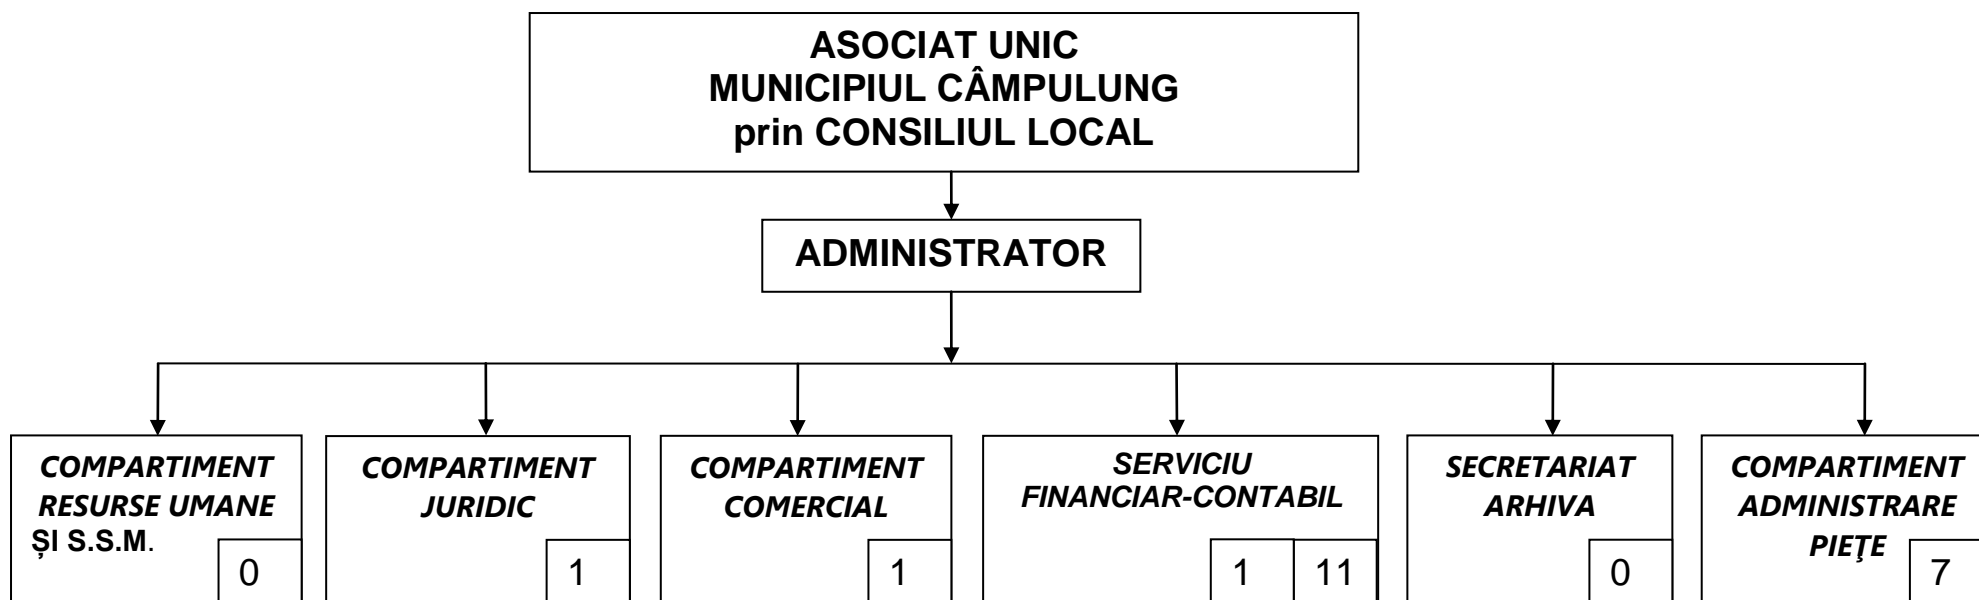 ASOCIAT UNIC
MUNICIPIUL CÂMPULUNG
prin CONSILIUL LOCAL
ADMINISTRATOR
COMPARTIMENT
RESURSE UMANE
ȘI S.S.M.
0
COMPARTIMENT
JURIDIC
1
COMPARTIMENT
COMERCIAL
1
SERVICIU
FINANCIAR-CONTABIL
1 11
SECRETARIAT
ARHIVA
0
COMPARTIMENT
ADMINISTRARE
PIEŢE
7